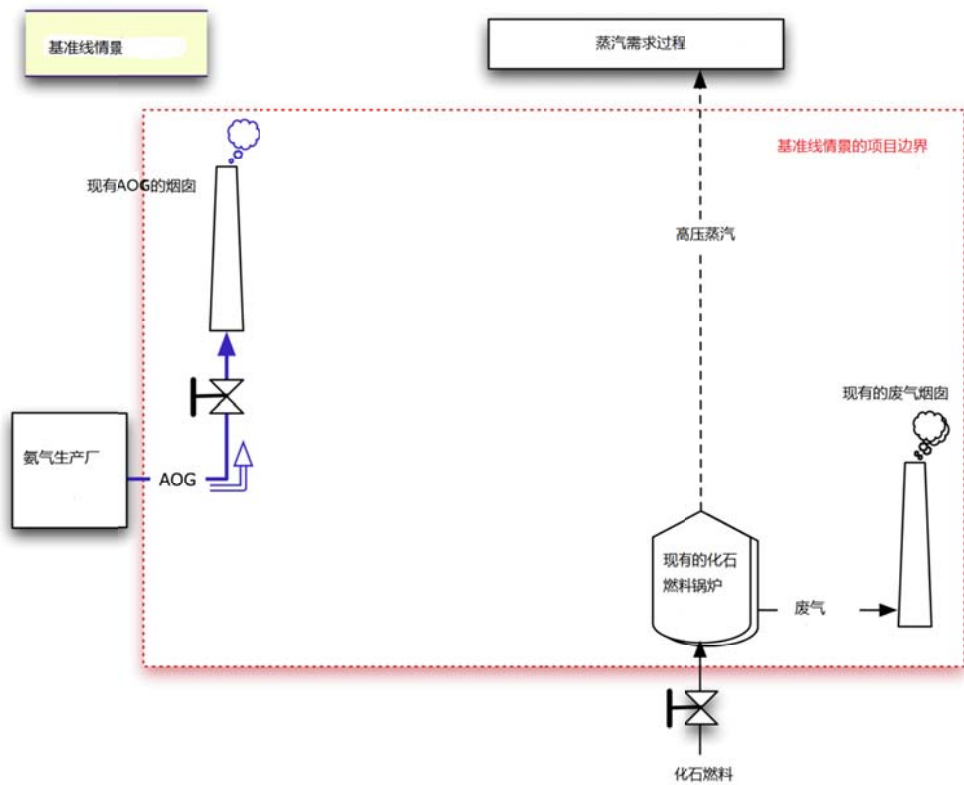 基准线情景
蒸汽需求过程
基准线情景的项目边界
现有AOG的烟囱
高压蒸汽
现有的废气烟囱
氨气生产厂
AOG
现有的化石
燃料锅炉
废气
化石燃料